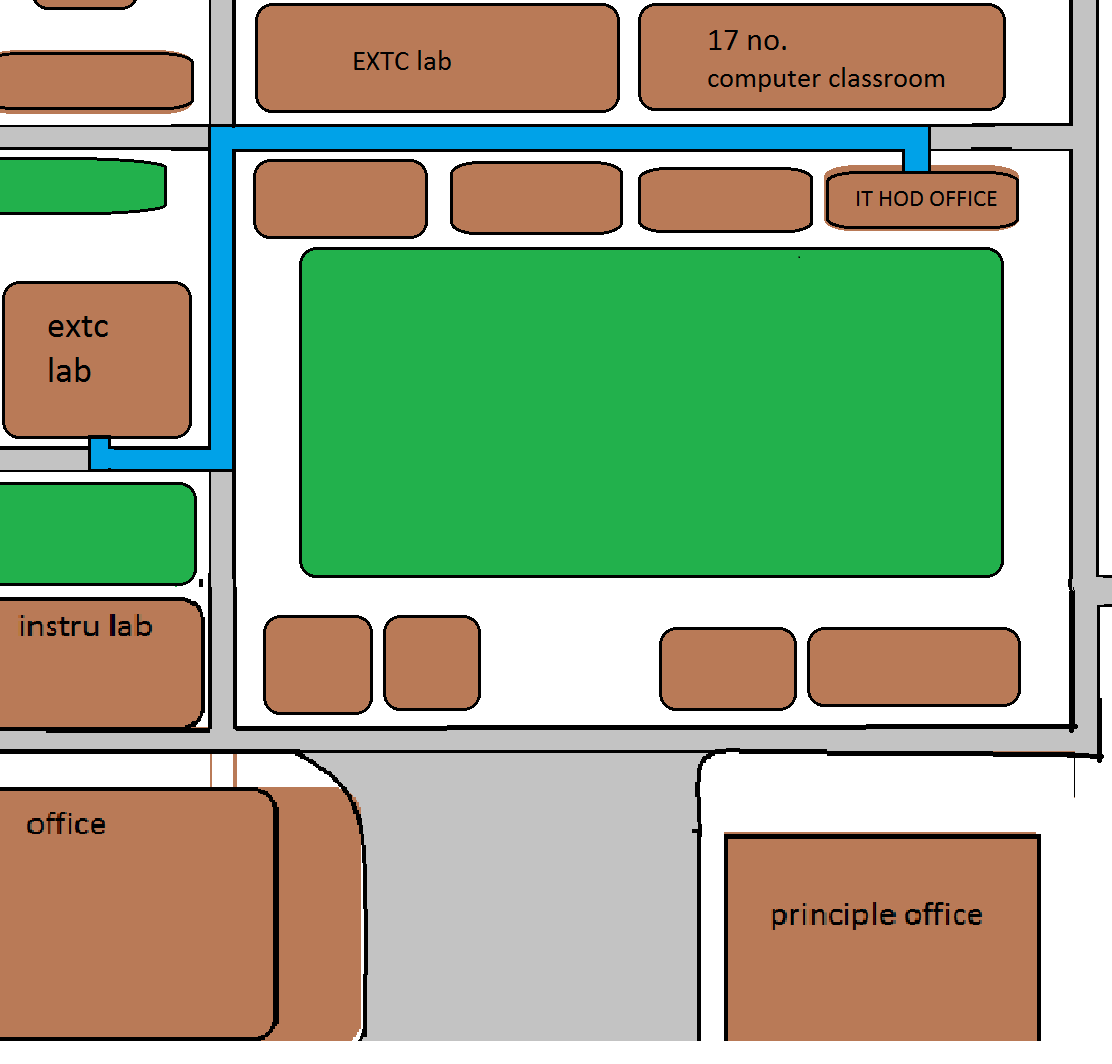 EXTC lab
17 no.
computer classroom
IT HOD OFFICE
extc
lab
instru lab
office
principle office